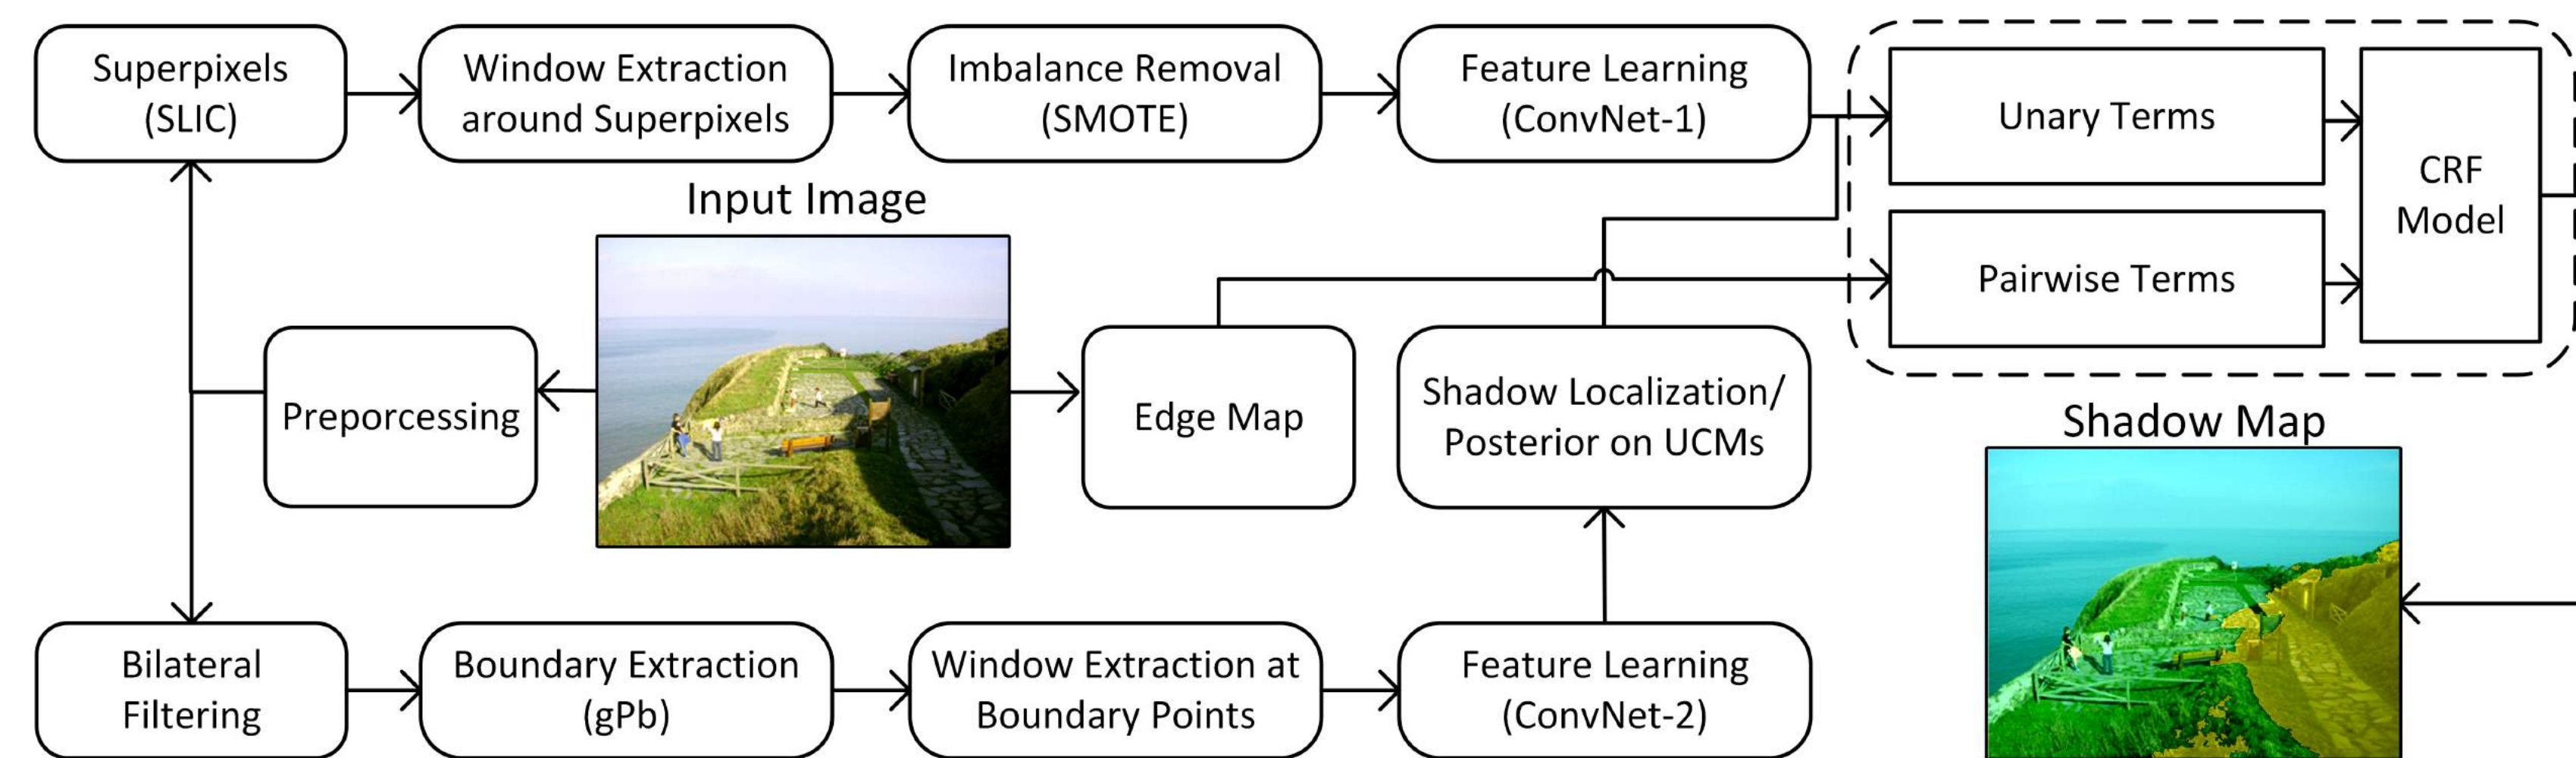 Superpixels
(SLIC)
Window Extraction
around Superpixels
Imbalance Removal
(SMOTE)
Feature Learning
(ConvNet-1)
Unary Terms
CRF
Model
Pairwise Terms
Input Image
Preporcessing
Edge Map
Shadow Localization/
Posterior on UCMs
Shadow Map
Bilateral
Filtering
Boundary Extraction
(gPb)
Window Extraction at
Boundary Points
Feature Learning
(ConvNet-2)